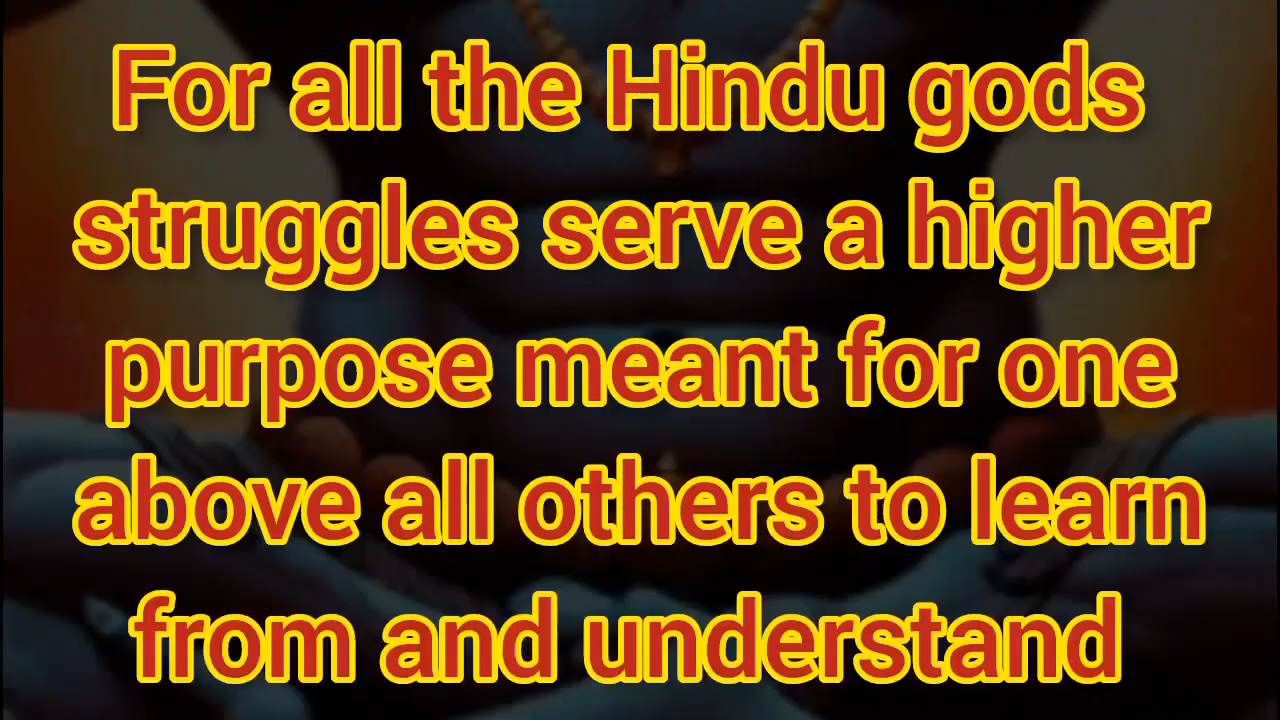 For all the Hindu gods
struggles serve a higher
purpose meant for one
above all others to learn
from and understand